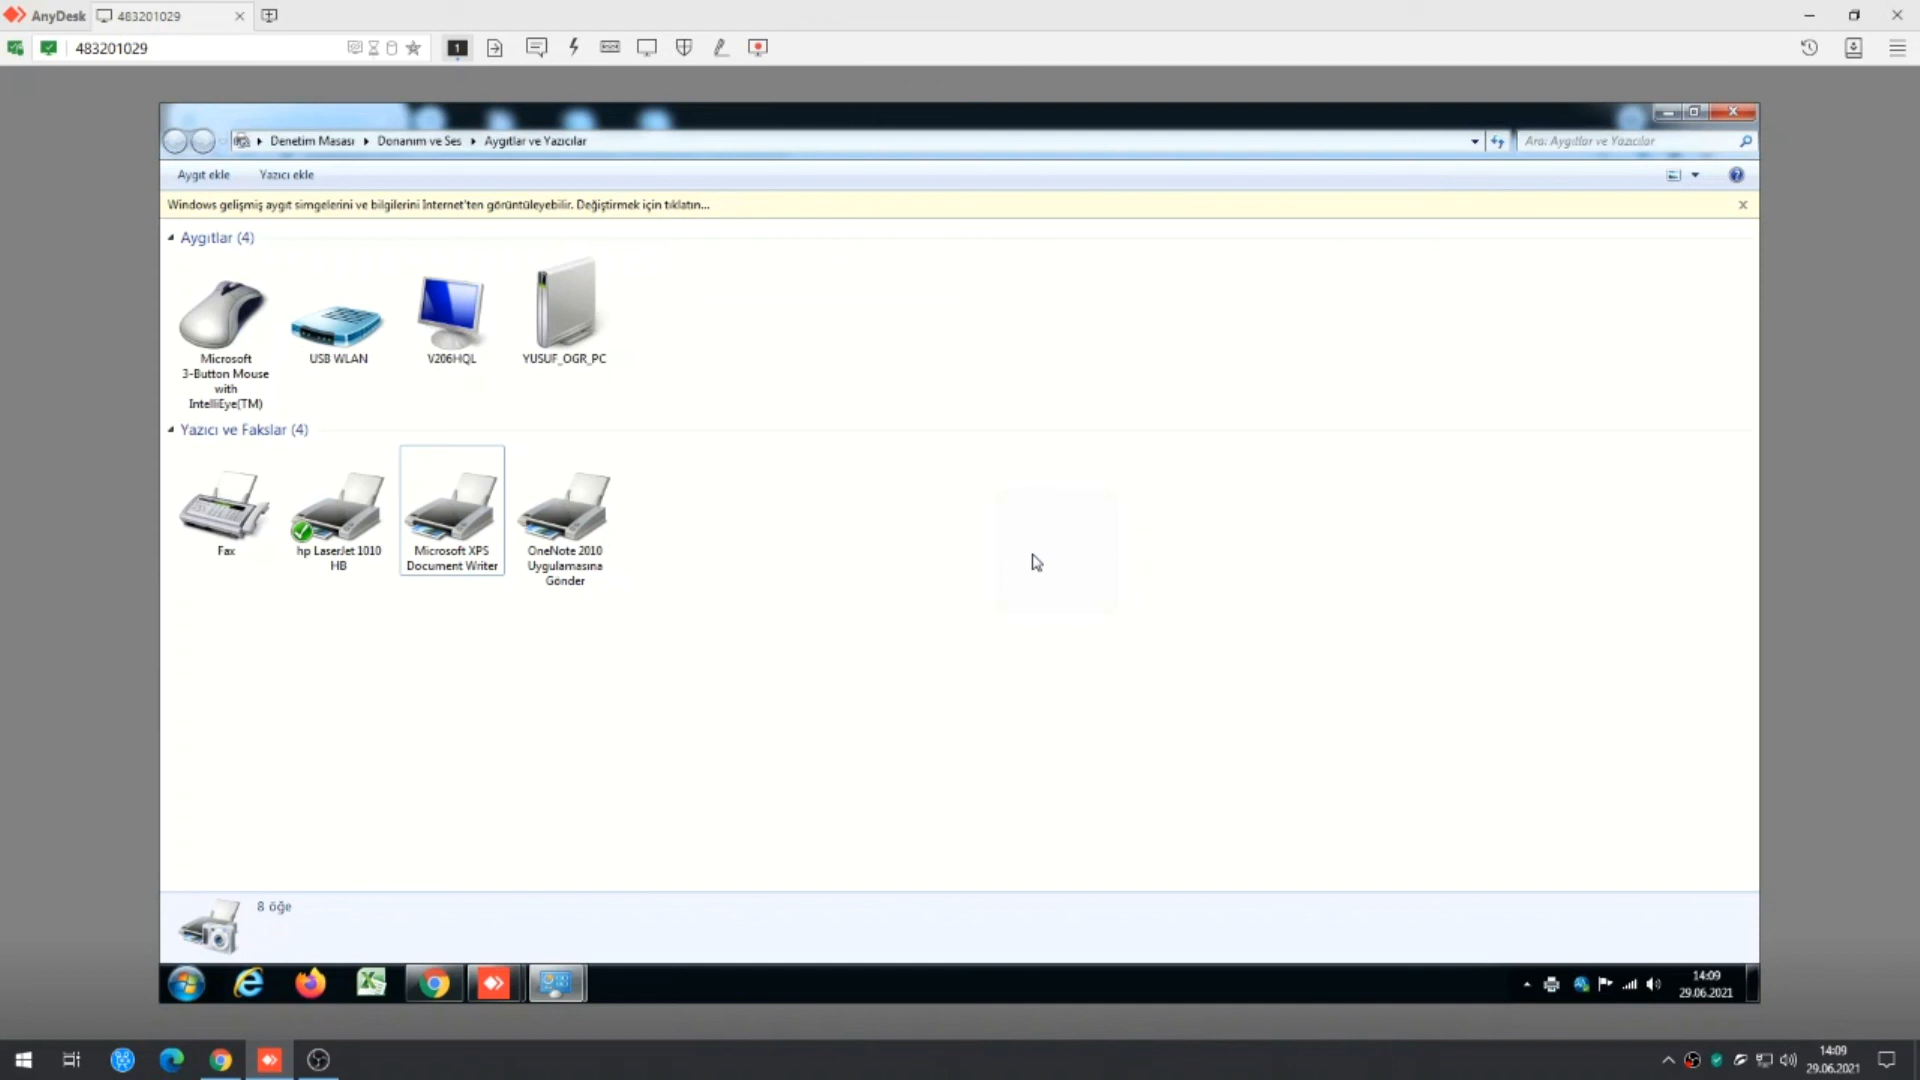 AnyDesk
483201029
483201029
1
Denetim Masası
Donanım ve Ses
Aygıtlar ve Yazıcılar
Ara: Aygıtlar ve Yazıcılar
Aygıt ekle
Yazıcı ekle
Windows gelişmiş aygıt simgelerini ve bilgilerini Internet'ten görüntüleyebilir. Değiştirmek için tıklatın...
Aygıtlar (4)
Microsoft
3-Button Mouse
with
IntelliEye(TM)
USB WLAN
V206HQL
YUSUF_OGR_PC
Yazıcı ve Fakslar (4)
Fax
hp LaserJet 1010
HB
Microsoft XPS
Document Writer
OneNote 2010
Uygulamasına
Gönder
8 öğe
14:09
29.06.2021
14:09
29.06.2021